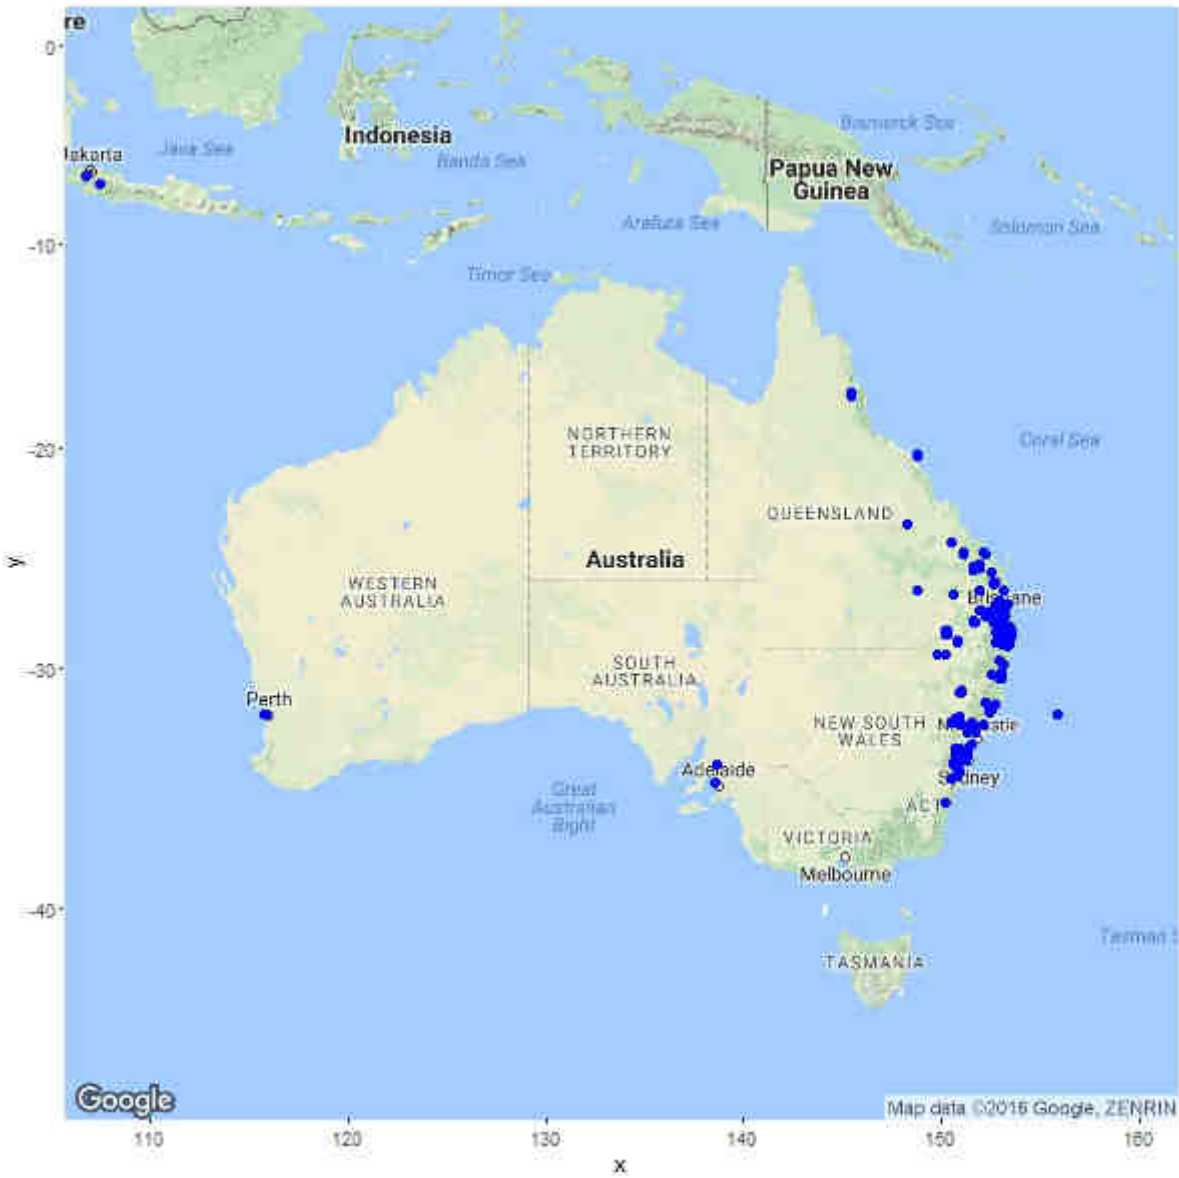 re
0
Indonesia
Jakarta
Java Sea
Banda Sea
Bismarck Sea
Papua New
Guinea
Arafura Sea
Solomon Sea
-10
Timor Sea
NORTHERN
TERRITORY
Coral Sea
-20
QUEENSLAND
y
Australia
WESTERN
AUSTRALIA
Brisbane
SOUTH
AUSTRALIA
-30
Perth
NEW SOUTH
WALES
Adelaide
Sydney
Great
Australian
Bight
ACT
VICTORIA
Melbourne
-40
Tasman S
TASMANIA
Google
Map data ©2016 Google, ZENRIN
110
120
130
140
150
160
x